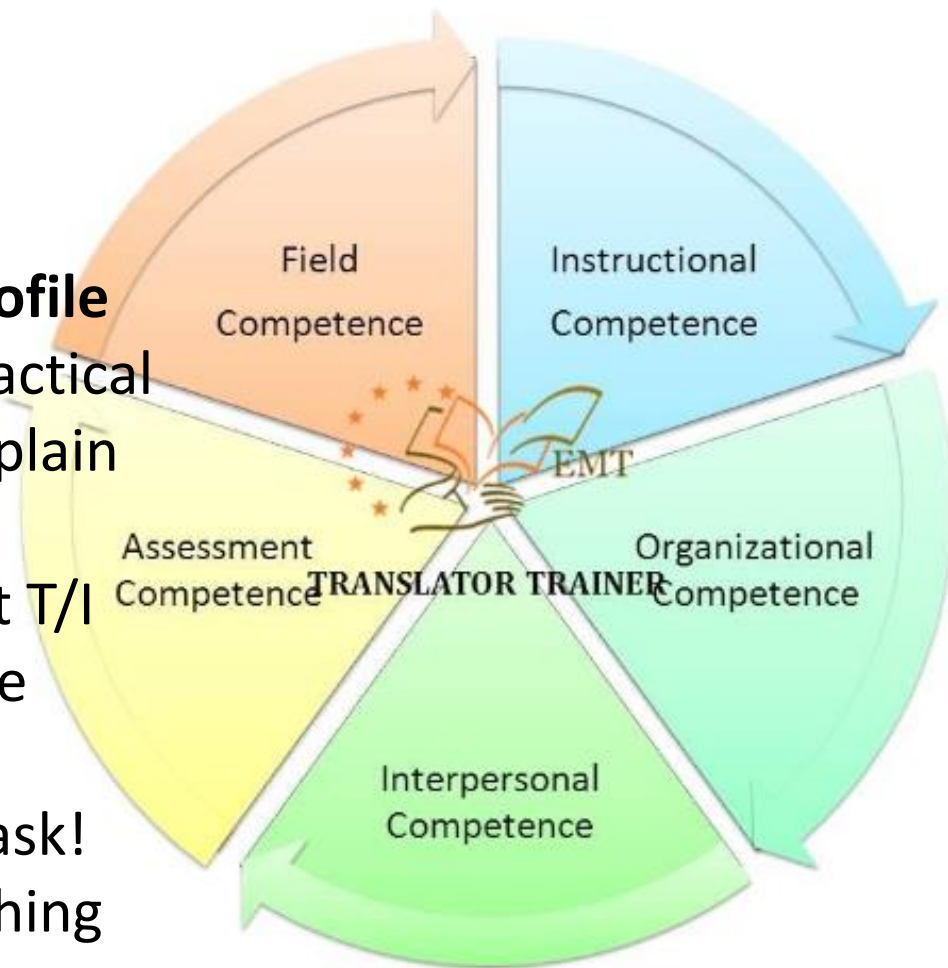 Field
Competence
Instructional
Competence
EMT
TRANSLATOR TRAINER
Assessment
Competence
Organizational
Competence
Interpersonal
Competence
ofile
actical
plain
t T/I
e
ask!
hing